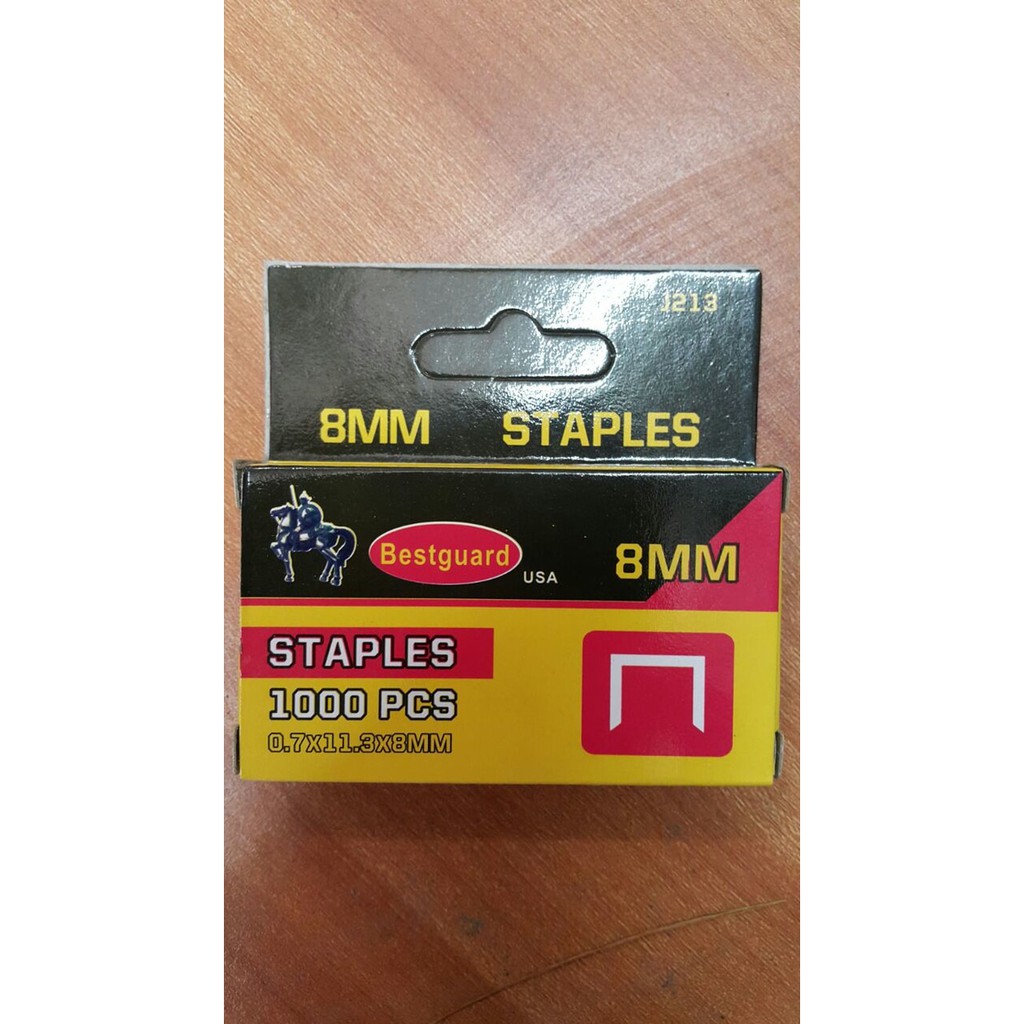 J213
8MM STAPLES
Bestguard USA 8MM
STAPLES
1000 PCS
0.7X11.3X8MM